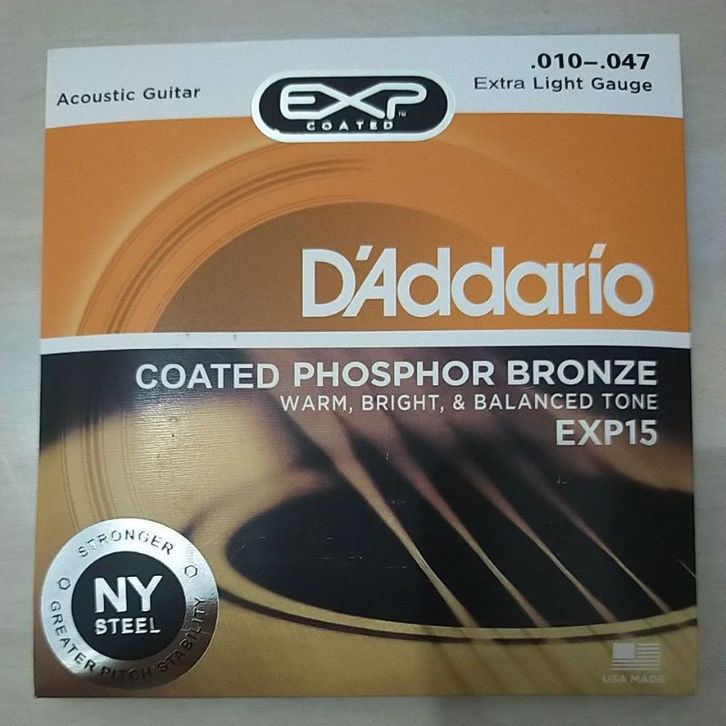 .010–.047
Acoustic Guitar
Extra Light Gauge
EXP™
COATED
D'Addario
COATED PHOSPHOR BRONZE
WARM, BRIGHT, & BALANCED TONE
EXP15
STRONGER
NY
STEEL
GREATER PITCH STABILITY
USA MADE